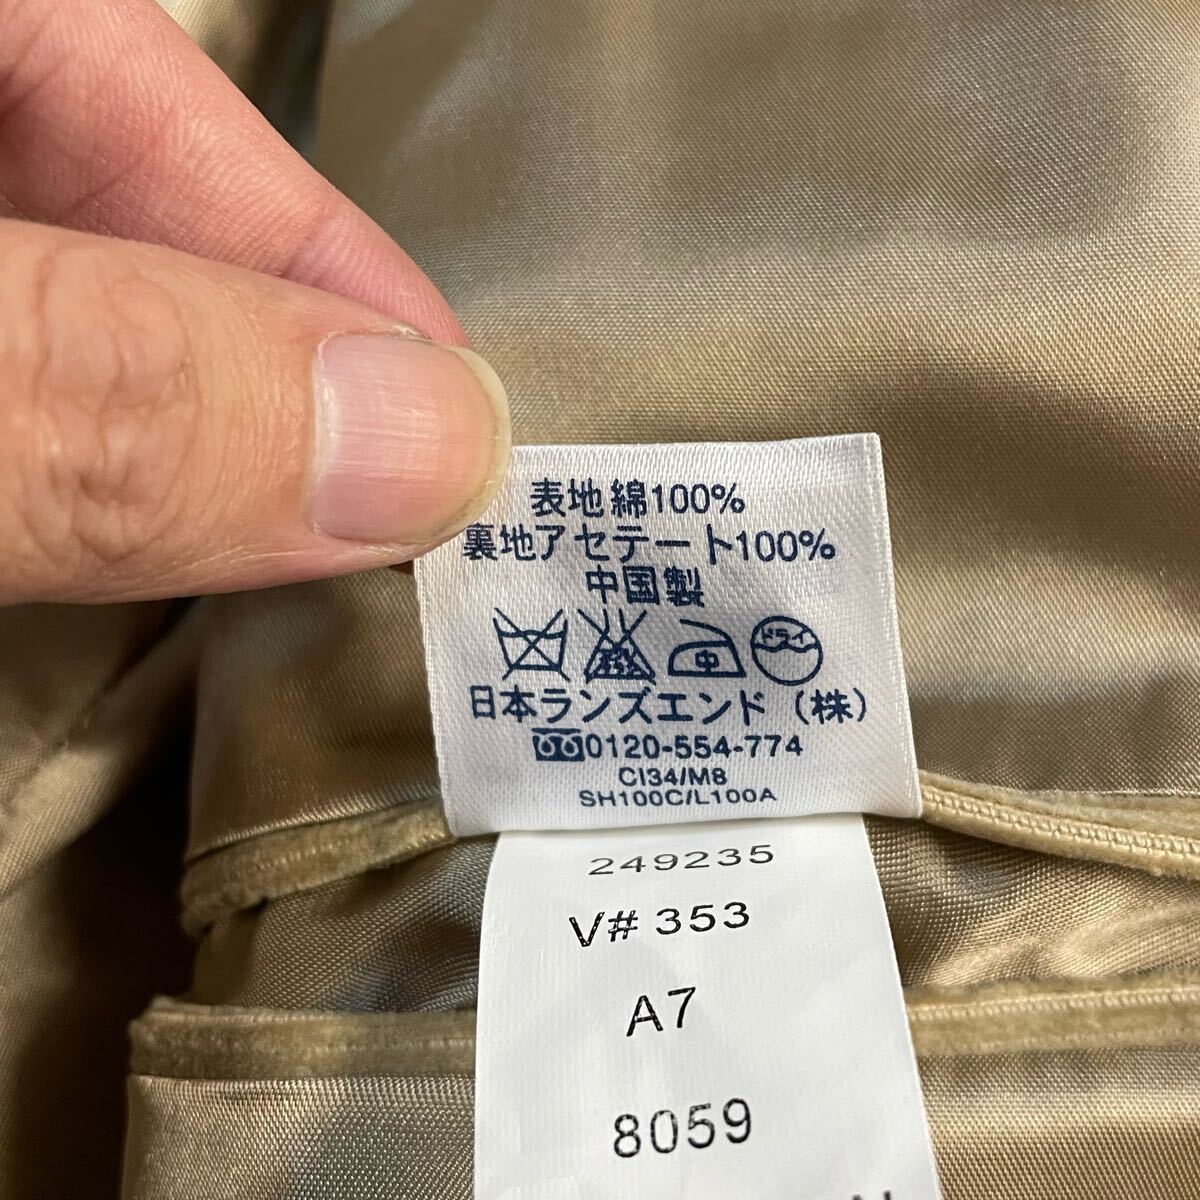 表地綿100%
裏地アセテート100%
中国製
中 ドライ
日本ランズエンド（株）
0120-554-774
CI34/M8
SH100C/L100A
249235
V# 353
A7
8059